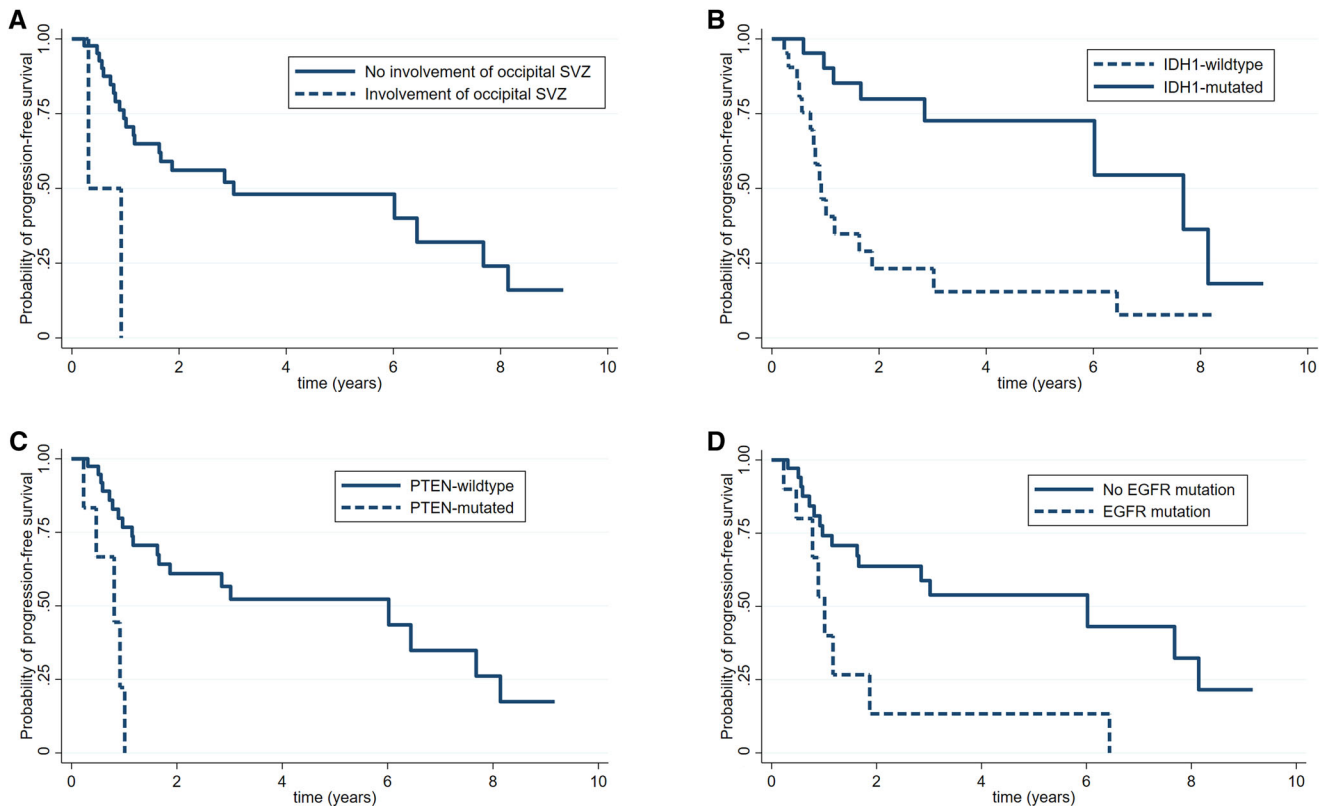 A
Probability of progression-free survival
1.00
.75
.50
.25
0
No involvement of occipital SVZ
Involvement of occipital SVZ
0 2 4 6 8 10
time (years)
B
Probability of progression-free survival
1.00
.75
.50
.25
0
IDH1-wildtype
IDH1-mutated
0 2 4 6 8 10
time (years)
C
Probability of progression-free survival
1.00
.75
.50
.25
0
PTEN-wildtype
PTEN-mutated
0 2 4 6 8 10
time (years)
D
Probability of progression-free survival
1.00
.75
.50
.25
0
No EGFR mutation
EGFR mutation
0 2 4 6 8 10
time (years)